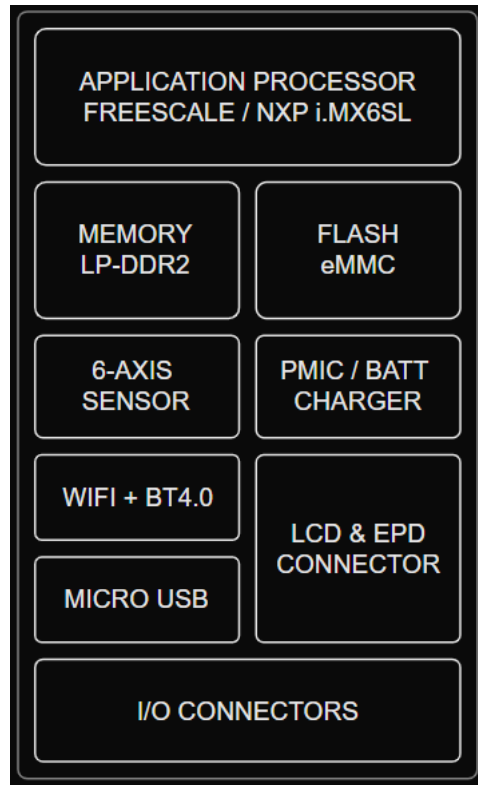 APPLICATION PROCESSOR
FREESCALE / NXP i.MX6SL
MEMORY
LP-DDR2
FLASH
eMMC
6-AXIS
SENSOR
PMIC / BATT
CHARGER
WIFI + BT4.0
LCD & EPD
CONNECTOR
MICRO USB
I/O CONNECTORS